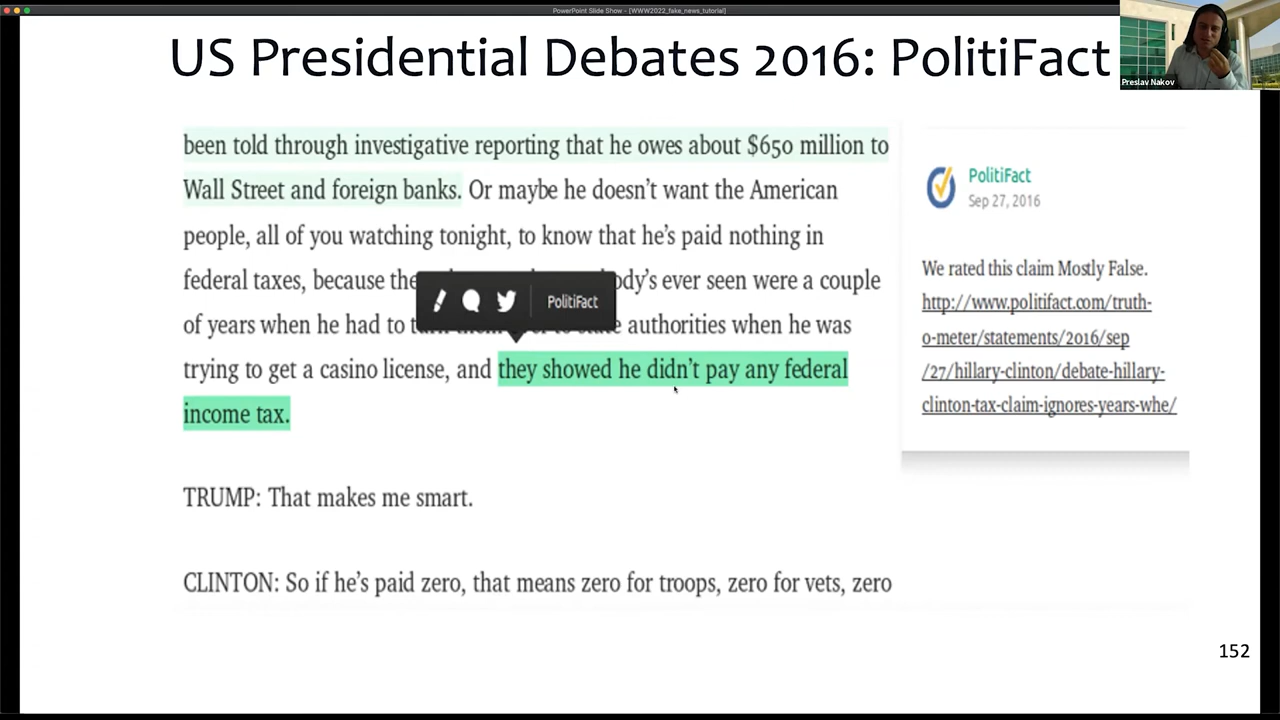 PowerPoint Slide Show - [WWW2022_fake_news_tutorial]
US Presidential Debates 2016: PolitiFact
Preslav Nakov
been told through investigative reporting that he owes about $650 million to
Wall Street and foreign banks. Or maybe he doesn't want the American
people, all of you watching tonight, to know that he's paid nothing in
federal taxes, because the body's ever seen were a couple
of years when he had to authorities when he was
trying to get a casino license, and they showed he didn't pay any federal
income tax.
PolitiFact
TRUMP: That makes me smart.
CLINTON: So if he's paid zero, that means zero for troops, zero for vets, zero
PolitiFact
Sep 27, 2016
We rated this claim Mostly False.
http://www.politifact.com/truth-
o-meter/statements/2016/sep
/27/hillary-clinton/debate-hillary-
clinton-tax-claim-ignores-years-whe/
152